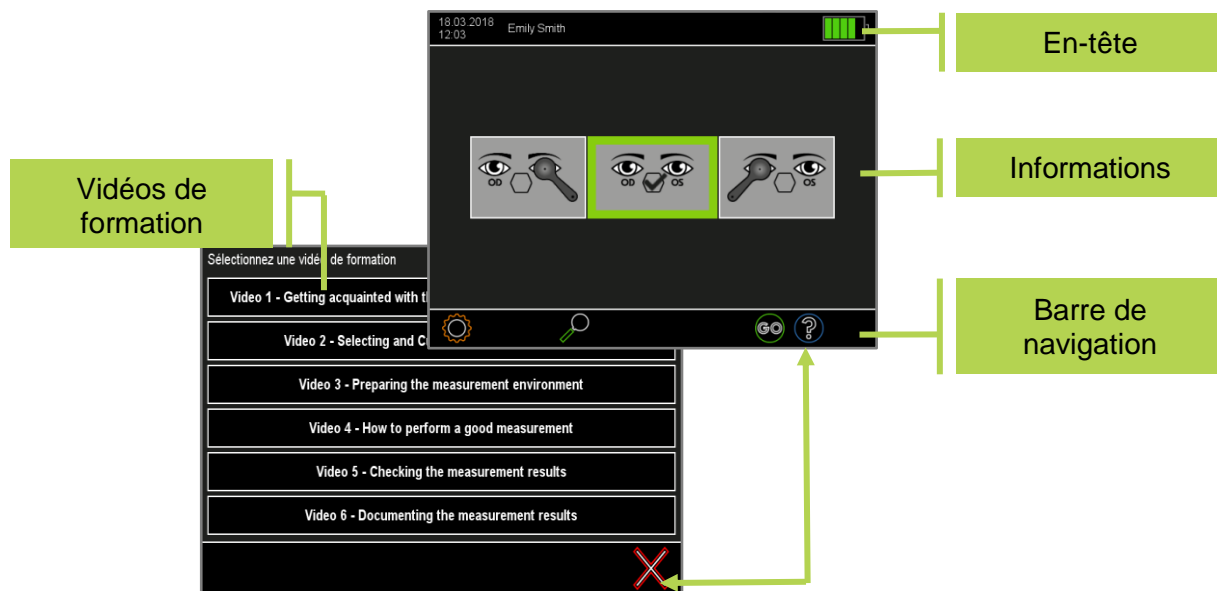 18.03.2018
12:03
Emily Smith
En-tête
OD
OD
OS
OS
Informations
Vidéos de
formation
Sélectionnez une vidéo de formation
Video 1 - Getting acquainted with
Video 2 - Selecting and
GO
?
Barre de
navigation
Video 3 - Preparing the measurement environment
Video 4 - How to perform a good measurement
Video 5 - Checking the measurement results
Video 6 - Documenting the measurement results